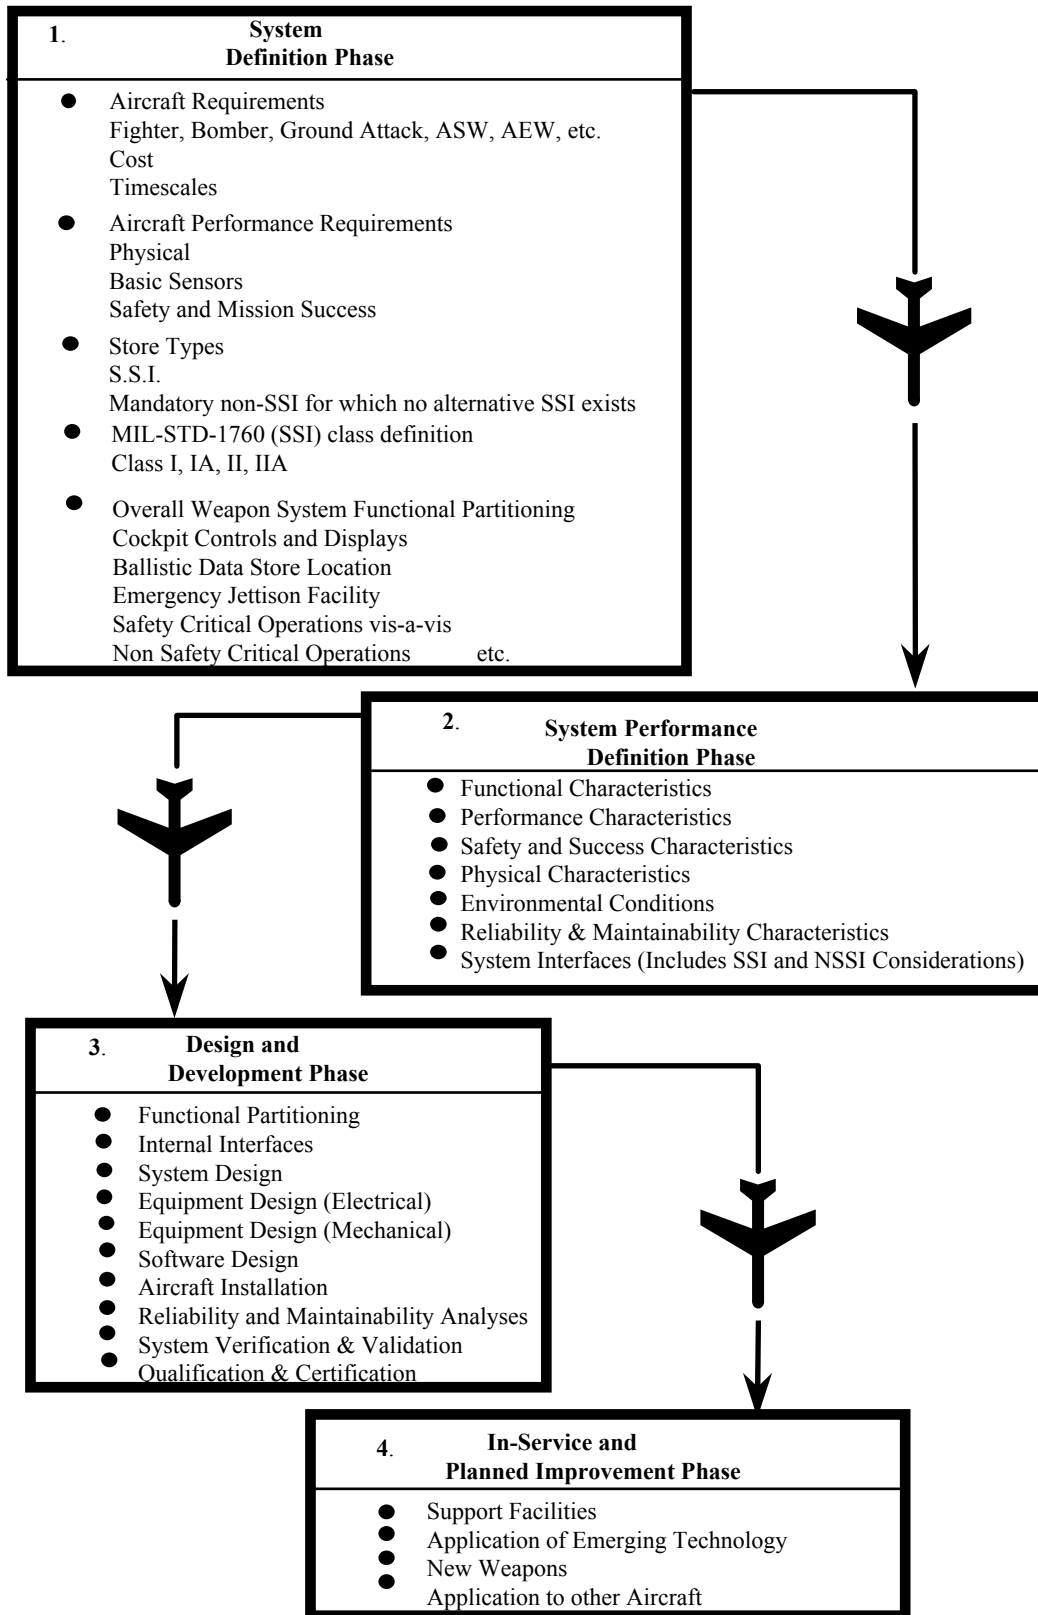 1. System
Definition Phase
● Aircraft Requirements
Fighter, Bomber, Ground Attack, ASW, AEW, etc.
Cost
Timescales
● Aircraft Performance Requirements
Physical
Basic Sensors
Safety and Mission Success
● Store Types
S.S.I.
Mandatory non-SSI for which no alternative SSI exists
● MIL-STD-1760 (SSI) class definition
Class I, IA, II, IIA
● Overall Weapon System Functional Partitioning
Cockpit Controls and Displays
Ballistic Data Store Location
Emergency Jettison Facility
Safety Critical Operations vis-a-vis
Non Safety Critical Operations etc.
2. System Performance
Definition Phase
● Functional Characteristics
● Performance Characteristics
● Safety and Success Characteristics
● Physical Characteristics
● Environmental Conditions
● Reliability & Maintainability Characteristics
● System Interfaces (Includes SSI and NSSI Considerations)
3. Design and
Development Phase
● Functional Partitioning
● Internal Interfaces
● System Design
● Equipment Design (Electrical)
● Equipment Design (Mechanical)
● Software Design
● Aircraft Installation
● Reliability and Maintainability Analyses
● System Verification & Validation
● Qualification & Certification
4. In-Service and
Planned Improvement Phase
● Support Facilities
● Application of Emerging Technology
● New Weapons
● Application to other Aircraft